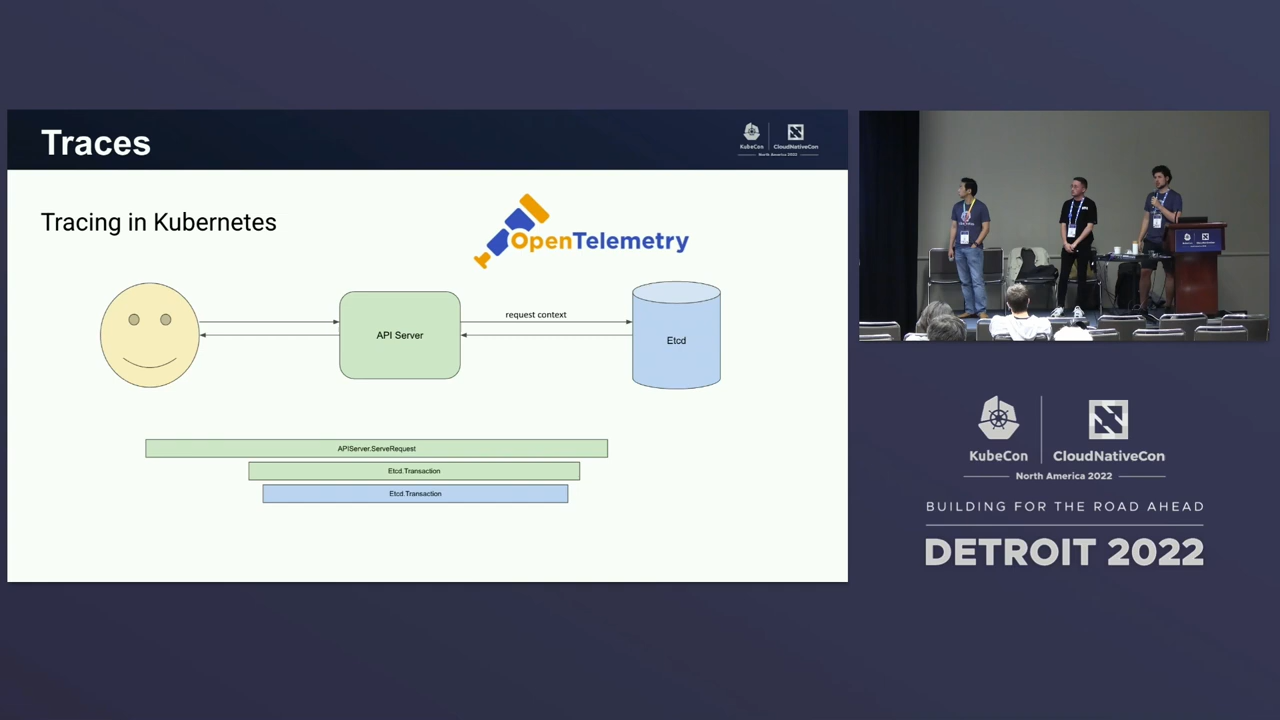 Traces
KubeCon
CloudNativeCon
North America 2022
Tracing in Kubernetes
OpenTelemetry
API Server
request context
Etcd
APIServer.ServeRequest
Etcd.Transaction
Etcd.Transaction
KubeCon
CloudNativeCon
North America 2022
BUILDING FOR THE ROAD AHEAD
DETROIT 2022